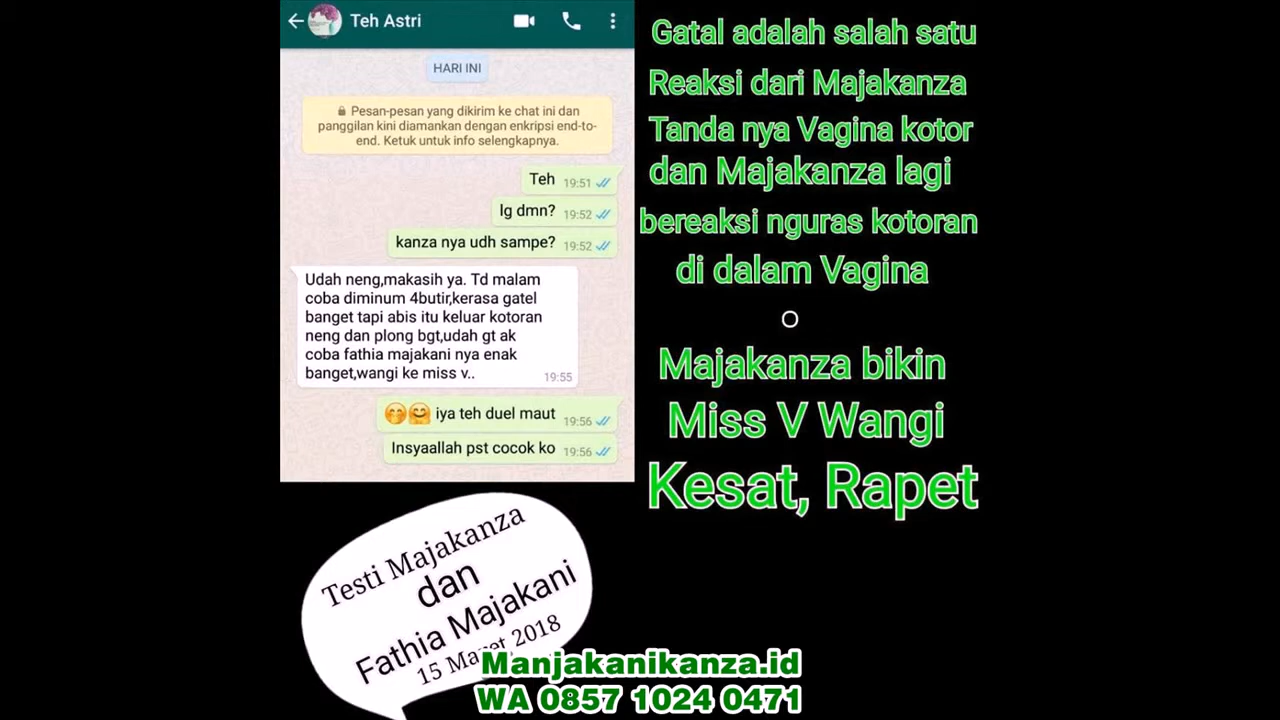 Teh Astri
HARI INI
Pesan-pesan yang dikirim ke chat ini dan
panggilan kini diamankan dengan enkripsi end-to-
end. Ketuk untuk info selengkapnya.
Teh 19:51
lg dmn? 19:52
kanza nya udh sampe? 19:52
Udah neng,makasih ya. Td malam
coba diminum 4butir,kerasa gatel
banget tapi abis itu keluar kotoran
neng dan plong bgt,udah gt ak
coba fathia majakani nya enak
banget,wangi ke miss v..
19:55
🤭🤗 iya teh duel maut 19:56
Insyaallah pst cocok ko 19:56
Gatal adalah salah satu
Reaksi dari Majakanza
Tanda nya Vagina kotor
dan Majakanza lagi
bereaksi nguras kotoran
di dalam Vagina
O
Majakanza bikin
Miss V Wangi
Kesat, Rapet
Testi Majakanza
dan
Fathia Majakani
15 Maret 2018
Manjakanikanza.id
WA 0857 1024 0471